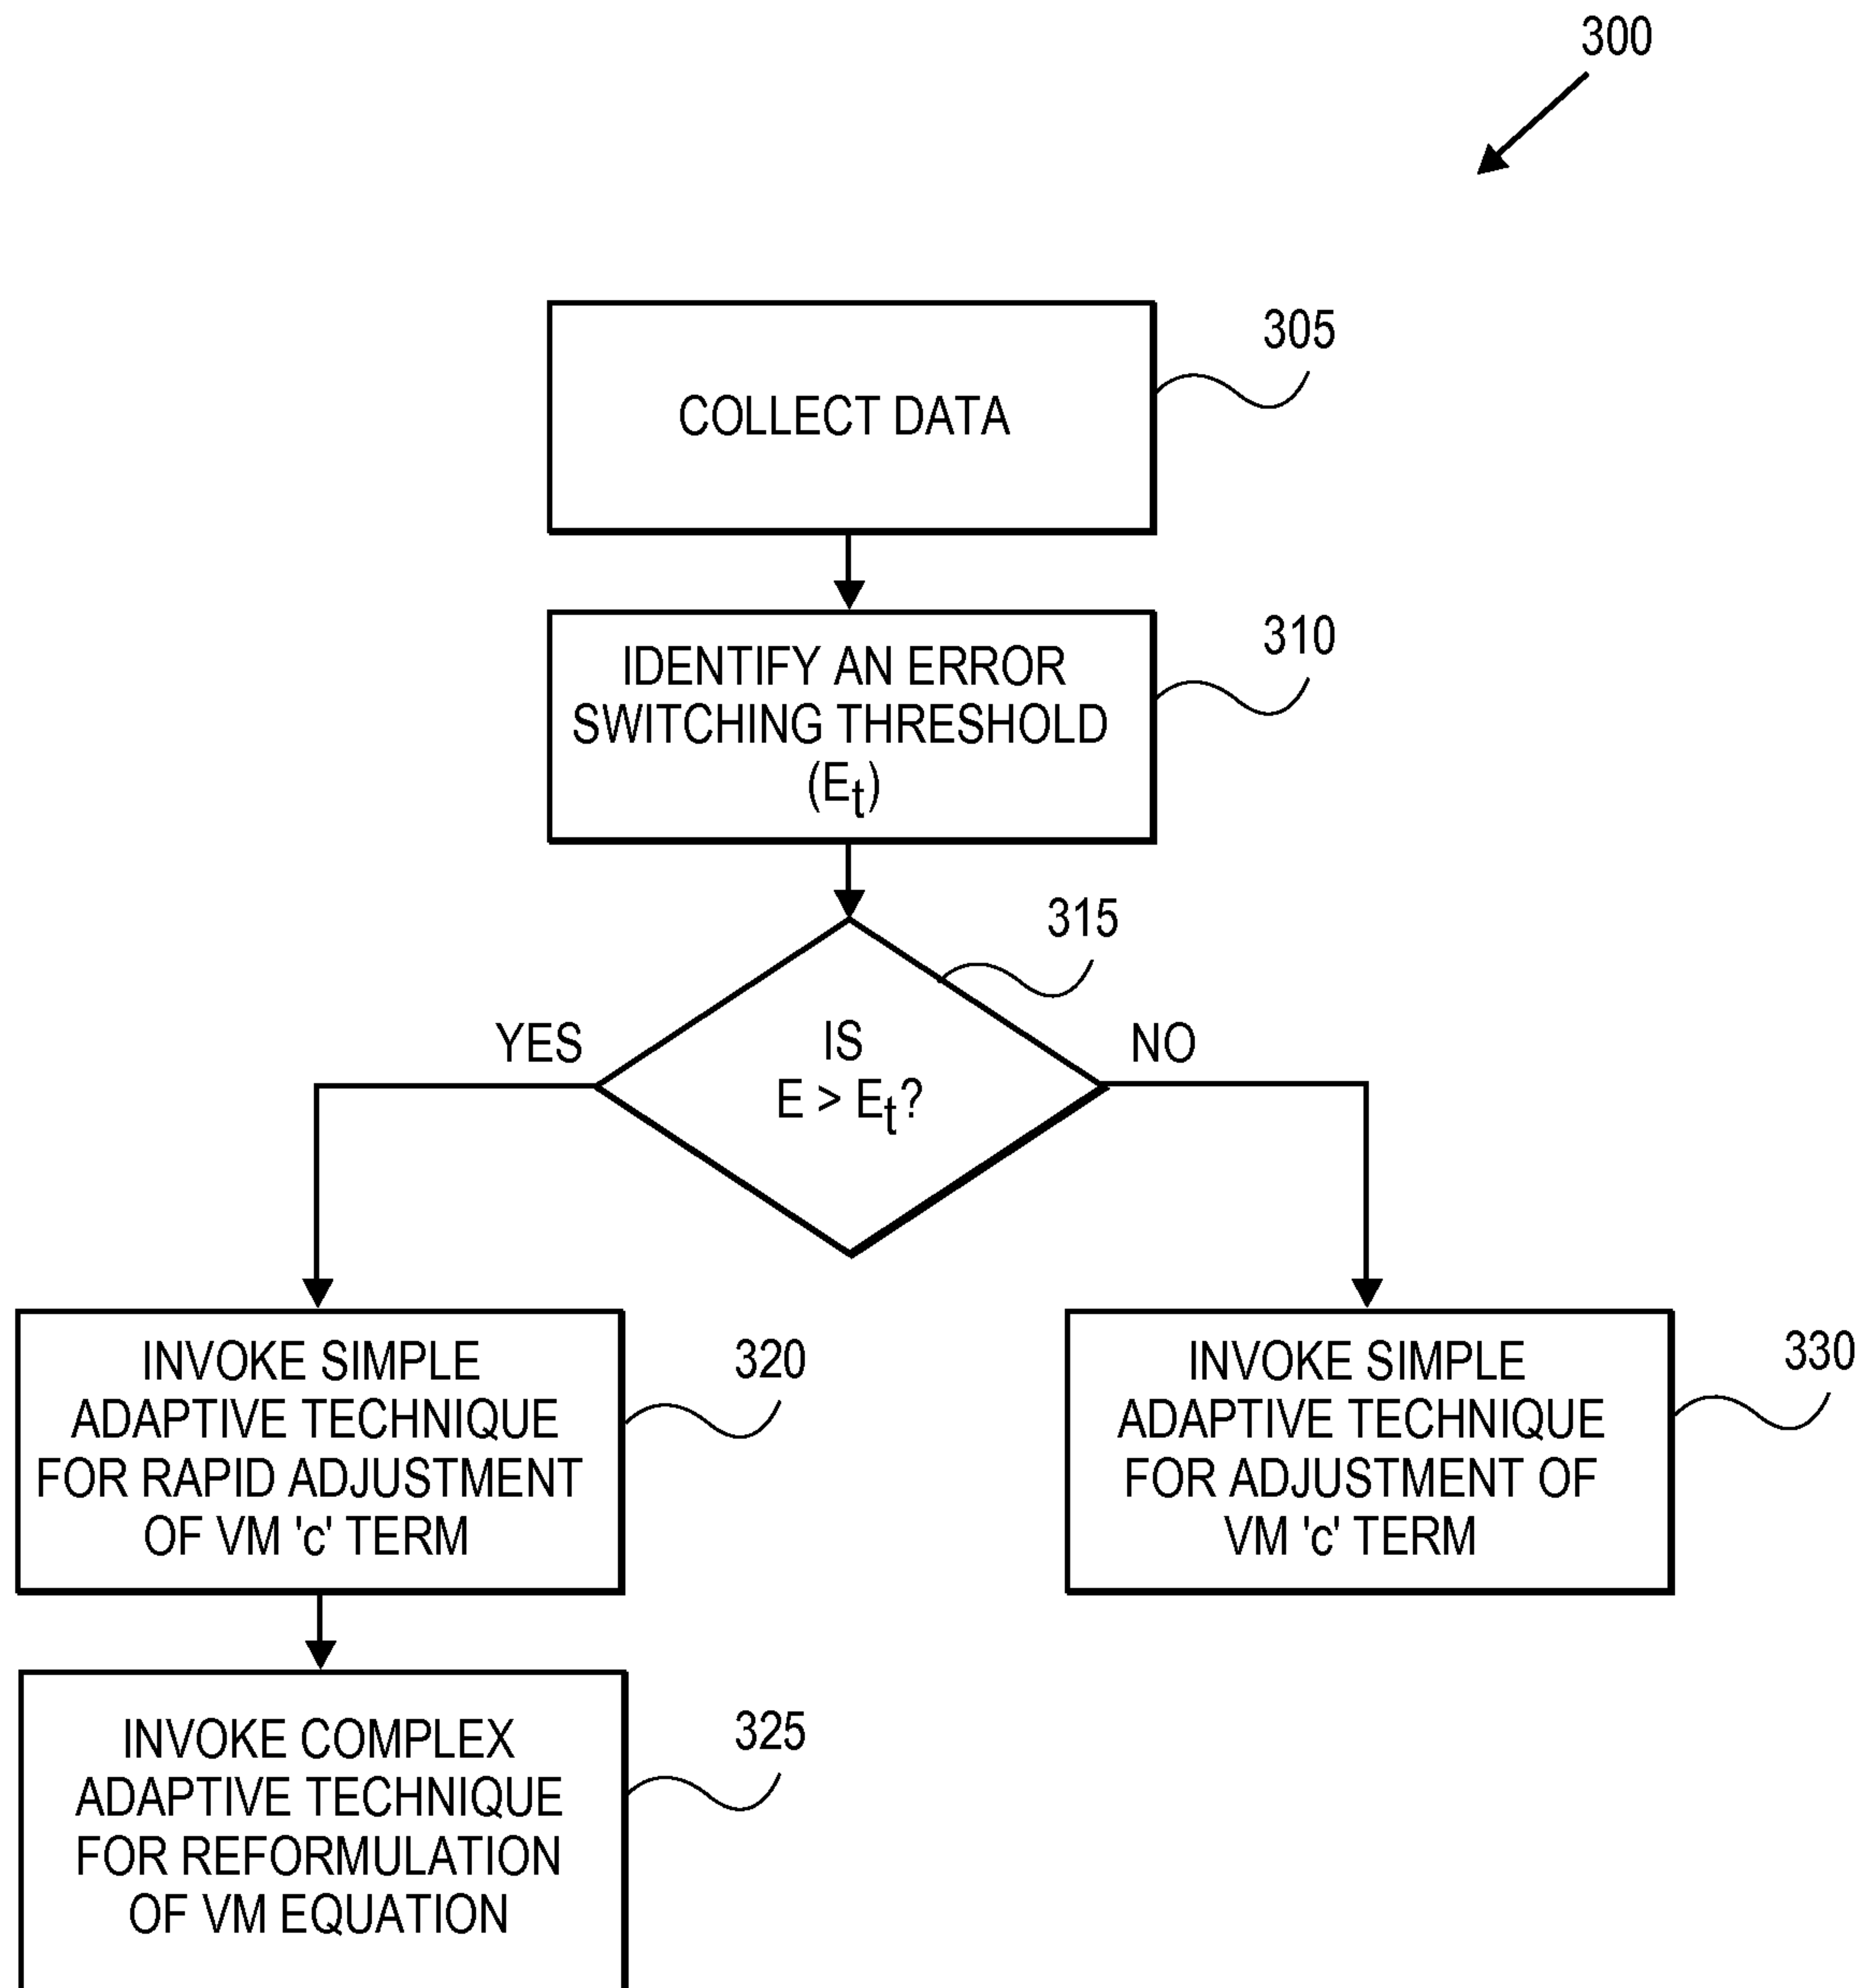 300
305
COLLECT DATA
310
IDENTIFY AN ERROR
SWITCHING THRESHOLD
(Et)
315
YES
IS
NO
E > Et?
INVOKE SIMPLE
ADAPTIVE TECHNIQUE
FOR RAPID ADJUSTMENT
OF VM 'c' TERM
320
INVOKE SIMPLE
ADAPTIVE TECHNIQUE
FOR ADJUSTMENT OF
VM 'c' TERM
330
INVOKE COMPLEX
ADAPTIVE TECHNIQUE
FOR REFORMULATION
OF VM EQUATION
325